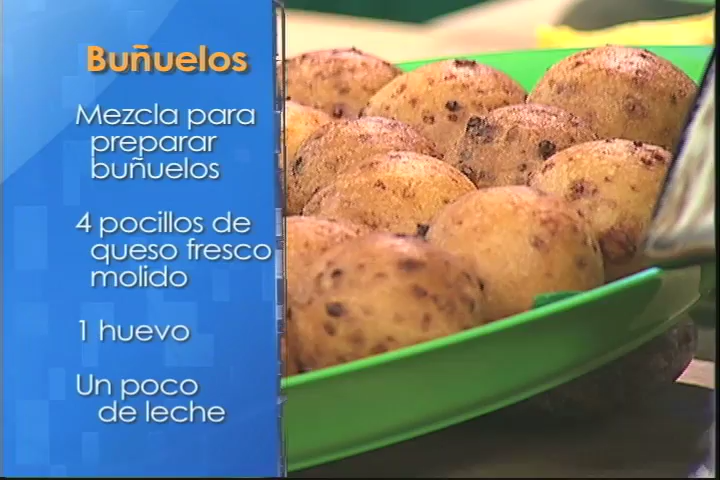 Buñuelos
Mezcla para
preparar
buñuelos
4 pocillos de
queso fresco
molido
1 huevo
Un poco
de leche